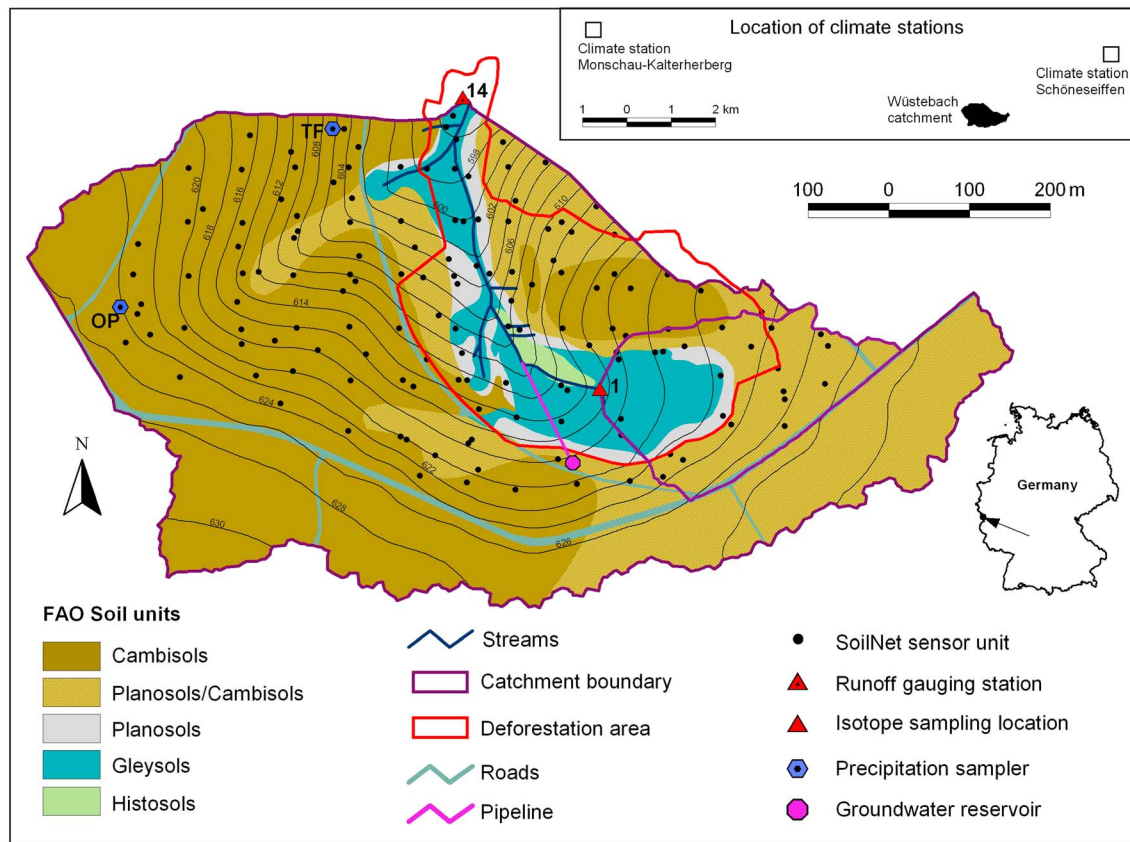 Location of climate stations
Climate station
Monschau-Kalterherberg
Climate station
Schöneseiffen
Wüstebach
catchment
1 0 1 2 km
100 0 100 200 m
14
TF
OP
1
608
604
620
616
612
618
598
600
602
610
606
614
624
622
628
630
626
N
Germany
FAO Soil units
Cambisols
Planosols/Cambisols
Planosols
Gleysols
Histosols
Streams
Catchment boundary
Deforestation area
Roads
Pipeline
SoilNet sensor unit
Runoff gauging station
Isotope sampling location
Precipitation sampler
Groundwater reservoir